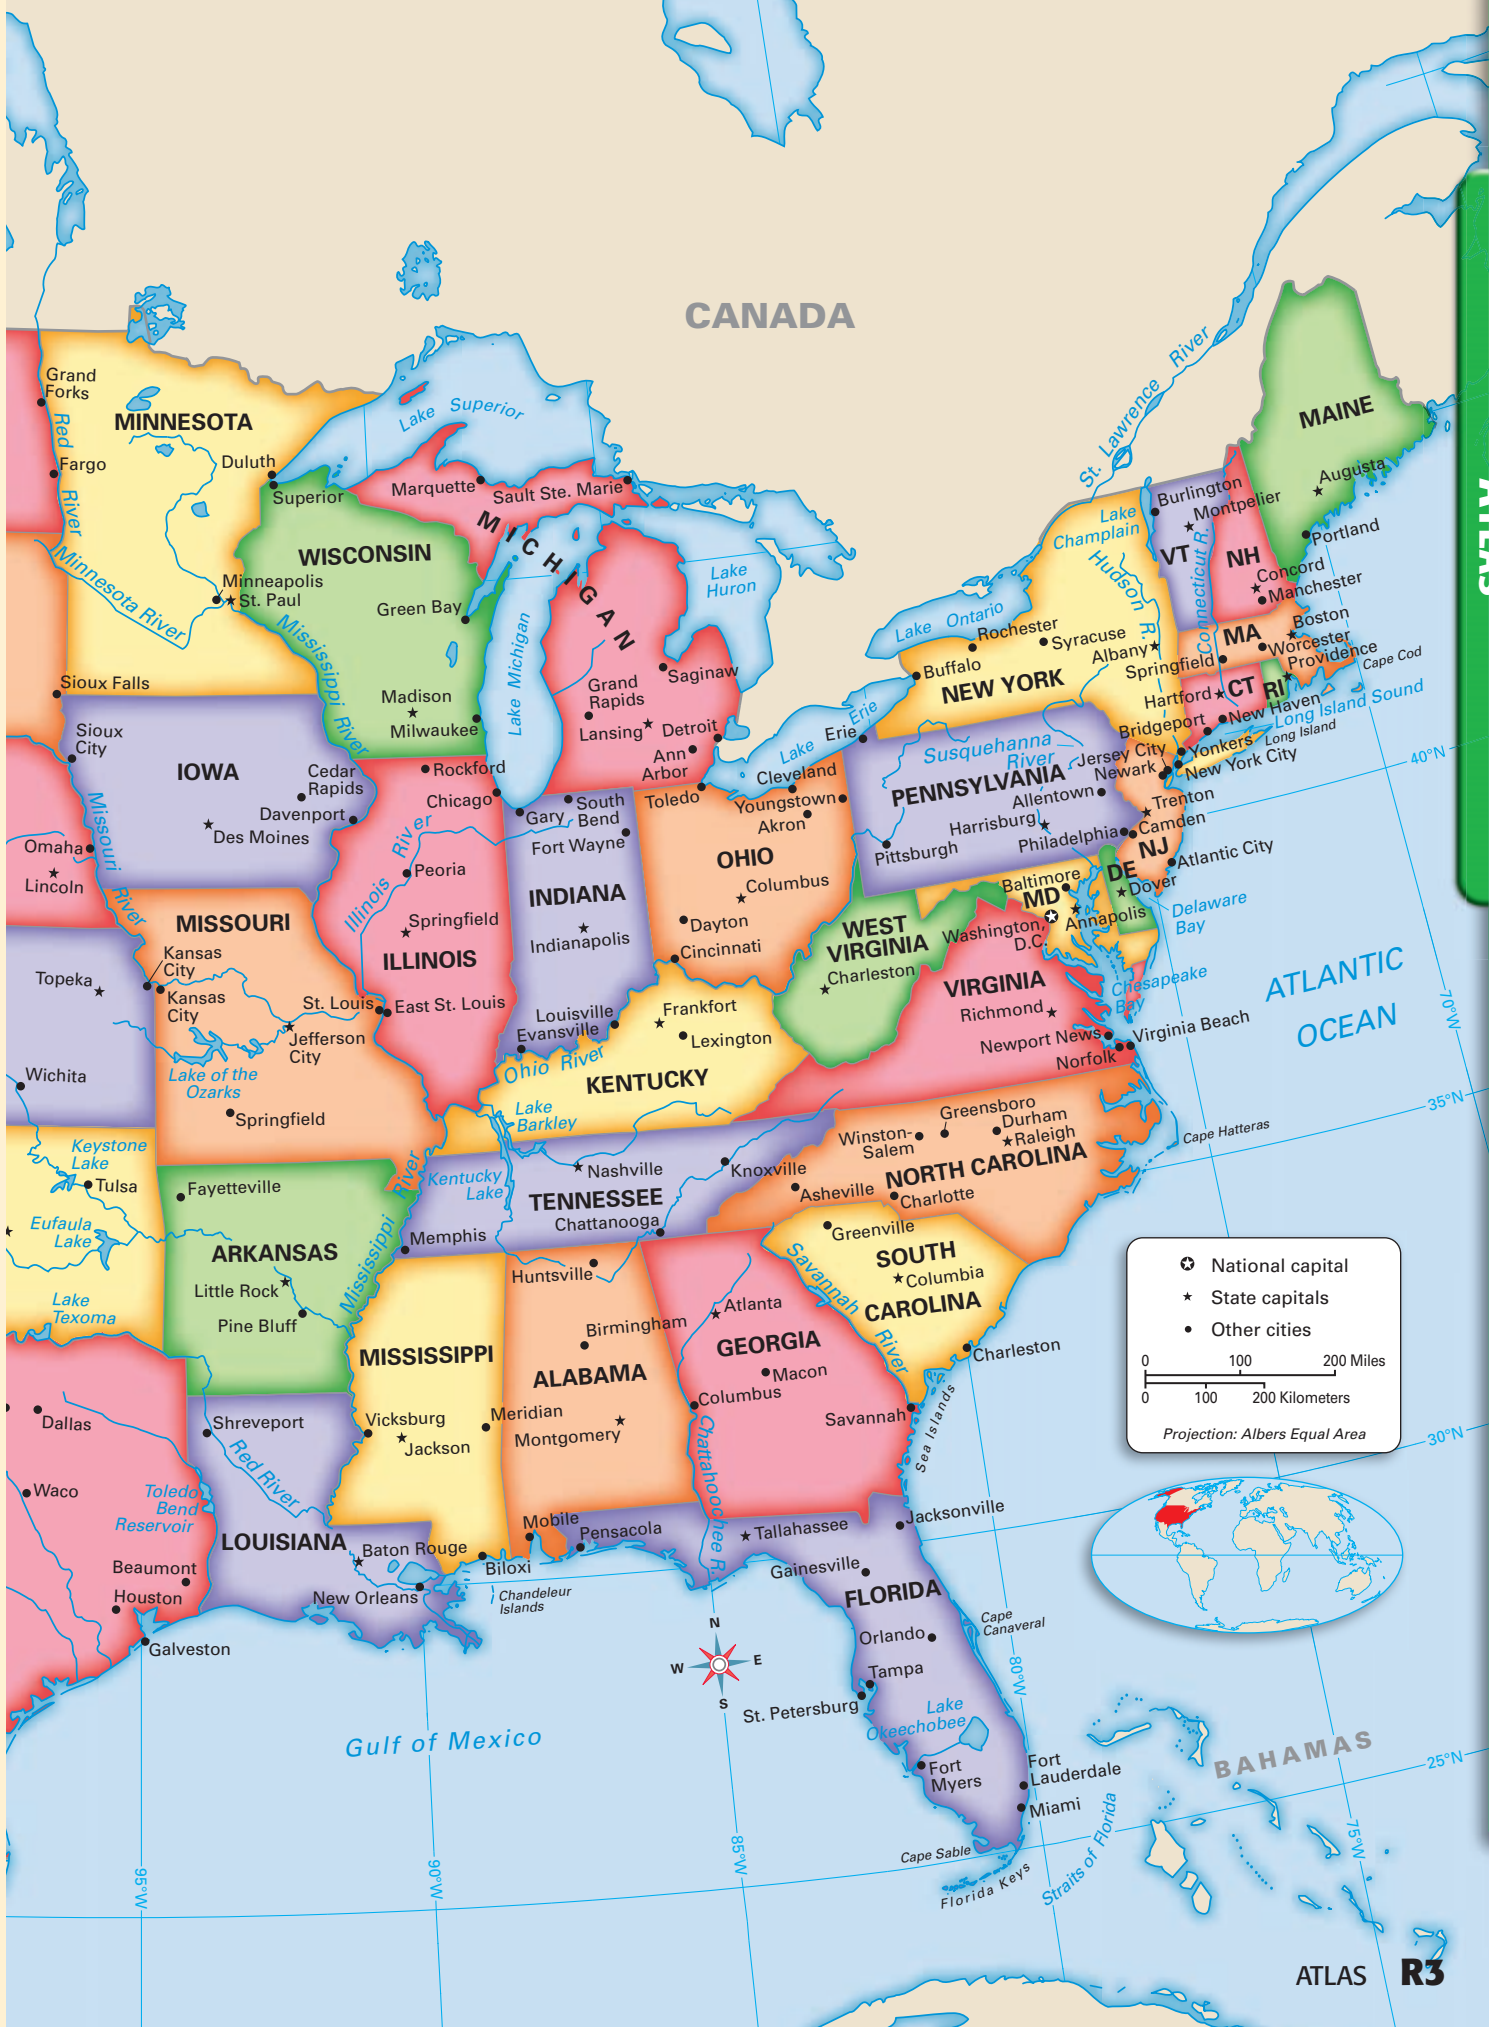 CANADA
St. Lawrence River
MAINE
Augusta
Portland
Grand
Forks
Red
River
Fargo
MINNESOTA
Duluth
Superior
Lake Superior
Marquette
Sault Ste. Marie
MICHIGAN
WISCONSIN
Minnesota River
Minneapolis
St. Paul
Green Bay
Mississippi River
Madison
Milwaukee
Lake Michigan
Lake
Huron
Saginaw
Grand
Rapids
Lansing
Detroit
Ann
Arbor
Lake
Champlain
Burlington
Montpelier
VT
NH
Connecticut R.
Hudson R.
Concord
Manchester
Lake Ontario
Rochester
Syracuse
Albany
Buffalo
NEW YORK
MA
Boston
Worcester
Springfield
Providence
Cape Cod
Hartford
CT
RI
New Haven
Bridgeport
Long Island Sound
Long Island
Yonkers
New York City
Jersey City
Newark
Lake Erie
Erie
Susquehanna
River
PENNSYLVANIA
Allentown
Harrisburg
Philadelphia
Pittsburgh
Trenton
Camden
NJ
Atlantic City
40°N
Sioux Falls
Sioux
City
IOWA
Cedar
Rapids
Davenport
Des Moines
Missouri River
Omaha
Lincoln
Rockford
Chicago
Illinois River
Peoria
Springfield
ILLINOIS
East St. Louis
Gary
South
Bend
Fort Wayne
INDIANA
Indianapolis
Evansville
Toledo
Cleveland
Youngstown
Akron
OHIO
Columbus
Dayton
Cincinnati
WEST
VIRGINIA
Charleston
Baltimore
MD
DE
Dover
Annapolis
Washington,
D.C.
Delaware
Bay
Chesapeake
Bay
VIRGINIA
Richmond
Newport News
Norfolk
Virginia Beach
ATLANTIC
OCEAN
70°W
MISSOURI
Kansas
City
Kansas
City
Topeka
St. Louis
Jefferson
City
Lake of the
Ozarks
Springfield
Wichita
Louisville
Frankfort
Lexington
Ohio River
KENTUCKY
Lake
Barkley
35°N
Keystone
Lake
Tulsa
Eufaula
Lake
Lake
Texoma
Fayetteville
ARKANSAS
Little Rock
Pine Bluff
Mississippi River
Kentucky
Lake
Nashville
TENNESSEE
Knoxville
Chattanooga
Memphis
Greensboro
Durham
Winston-
Salem
Raleigh
NORTH CAROLINA
Asheville
Charlotte
Cape Hatteras
Greenville
SOUTH
CAROLINA
Columbia
Savannah River
Charleston
Huntsville
Birmingham
ALABAMA
Montgomery
Mobile
Atlanta
GEORGIA
Macon
Columbus
Savannah
Chattahoochee R.
Sea Islands
MISSISSIPPI
Vicksburg
Jackson
Meridian
Biloxi
Dallas
Waco
Shreveport
Red River
Toledo
Bend
Reservoir
LOUISIANA
Baton Rouge
New Orleans
Beaumont
Houston
Galveston
Chandeleur
Islands
Pensacola
Tallahassee
Jacksonville
Gainesville
FLORIDA
Orlando
Cape
Canaveral
Tampa
St. Petersburg
Lake
Okeechobee
Fort
Myers
Fort
Lauderdale
Miami
Cape Sable
Florida Keys
Straits of Florida
BAHAMAS
Gulf of Mexico
N
W
E
S
National capital
State capitals
Other cities
0 100 200 Miles
0 100 200 Kilometers
Projection: Albers Equal Area
30°N
25°N
95°W
90°W
85°W
80°W
75°W
ATLAS
ATLAS R3